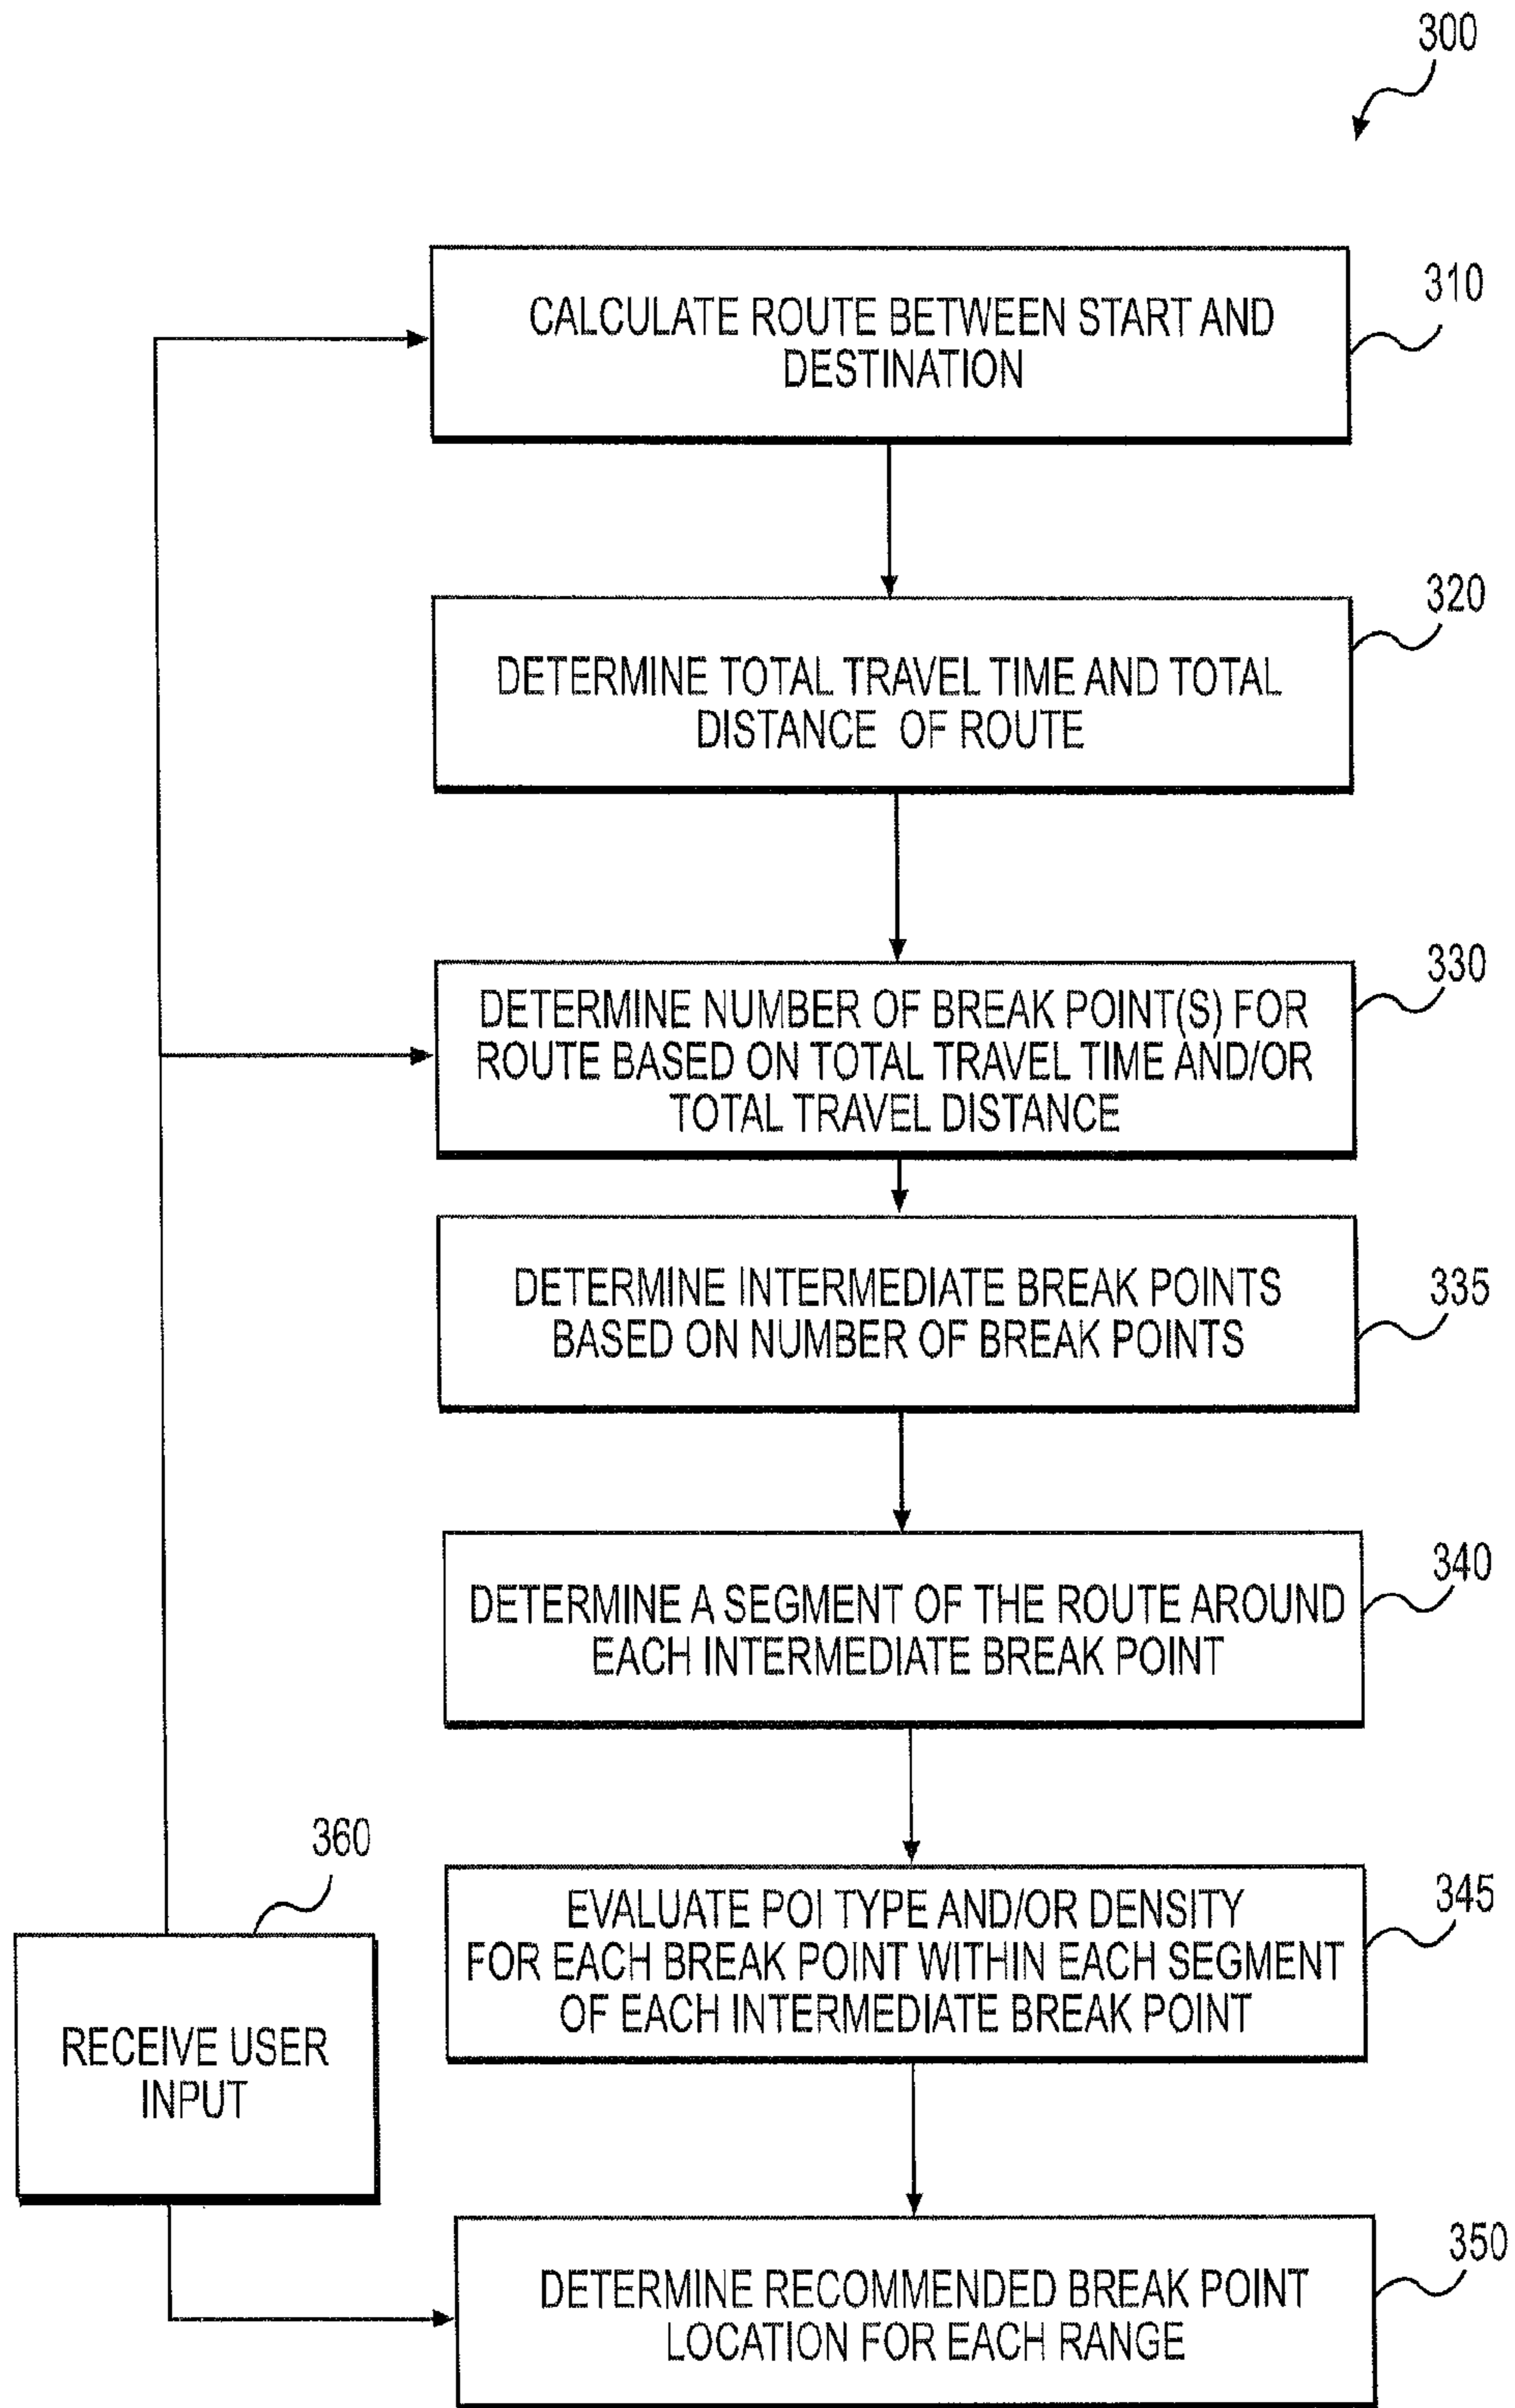 300
CALCULATE ROUTE BETWEEN START AND
DESTINATION
310
DETERMINE TOTAL TRAVEL TIME AND TOTAL
DISTANCE OF ROUTE
320
DETERMINE NUMBER OF BREAK POINT(S) FOR
ROUTE BASED ON TOTAL TRAVEL TIME AND/OR
TOTAL TRAVEL DISTANCE
330
DETERMINE INTERMEDIATE BREAK POINTS
BASED ON NUMBER OF BREAK POINTS
335
DETERMINE A SEGMENT OF THE ROUTE AROUND
EACH INTERMEDIATE BREAK POINT
340
EVALUATE POI TYPE AND/OR DENSITY
FOR EACH BREAK POINT WITHIN EACH SEGMENT
OF EACH INTERMEDIATE BREAK POINT
345
360
RECEIVE USER
INPUT
DETERMINE RECOMMENDED BREAK POINT
LOCATION FOR EACH RANGE
350